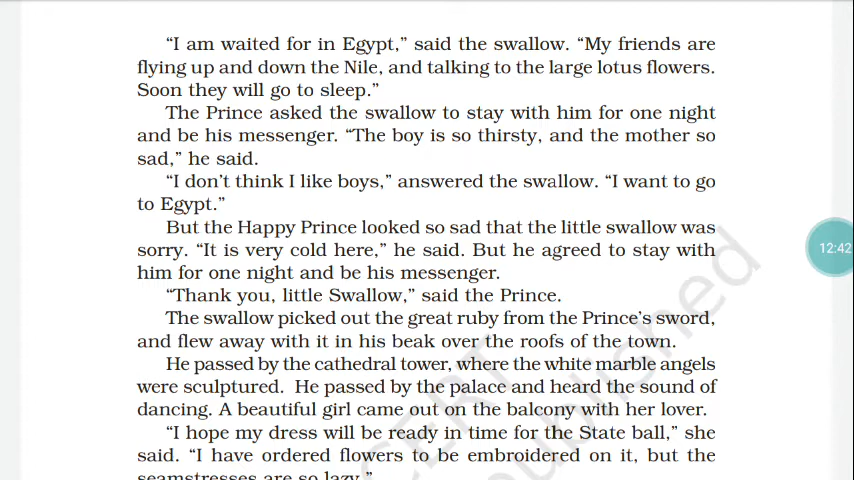 “I am waited for in Egypt,” said the swallow. “My friends are
flying up and down the Nile, and talking to the large lotus flowers.
Soon they will go to sleep.”
The Prince asked the swallow to stay with him for one night
and be his messenger. “The boy is so thirsty, and the mother so
sad,” he said.
“I don’t think I like boys,” answered the swallow. “I want to go
to Egypt.”
But the Happy Prince looked so sad that the little swallow was
sorry. “It is very cold here,” he said. But he agreed to stay with
him for one night and be his messenger.
“Thank you, little Swallow,” said the Prince.
The swallow picked out the great ruby from the Prince’s sword,
and flew away with it in his beak over the roofs of the town.
He passed by the cathedral tower, where the white marble angels
were sculptured. He passed by the palace and heard the sound of
dancing. A beautiful girl came out on the balcony with her lover.
“I hope my dress will be ready in time for the State ball,” she
said. “I have ordered flowers to be embroidered on it, but the
seamstresses are so lazy.”
12:42
CERT
published